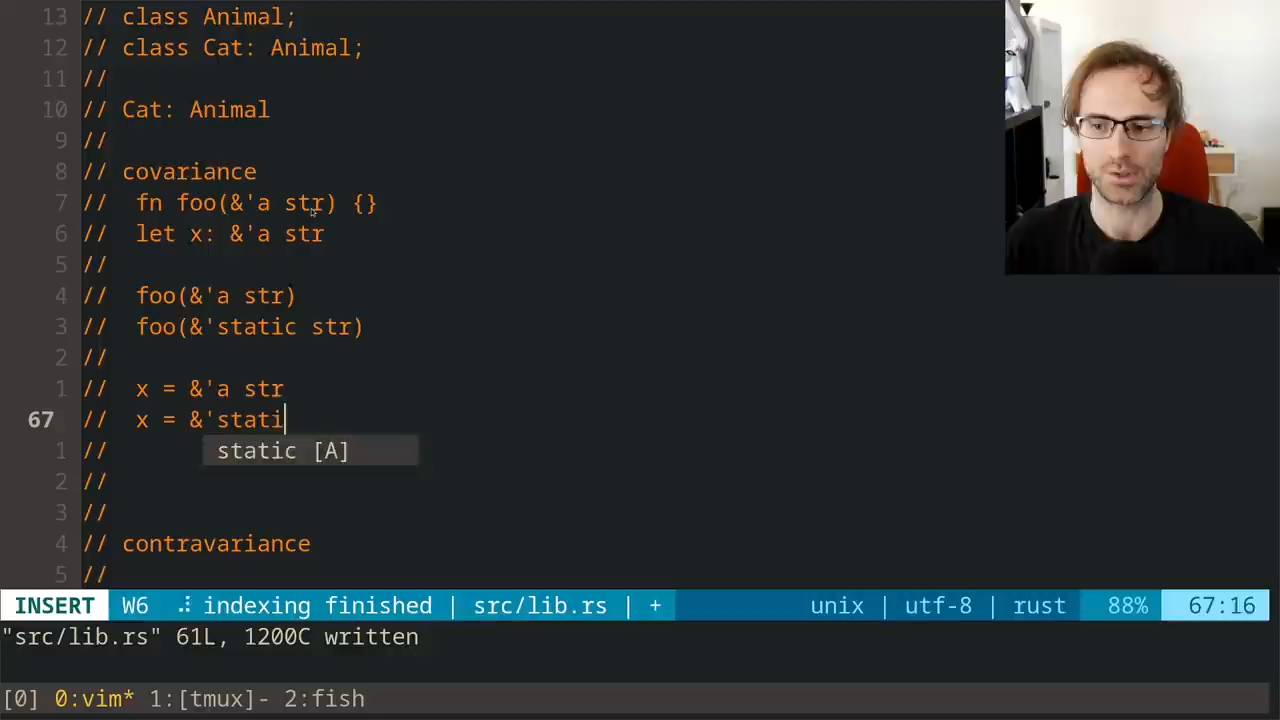 13 // class Animal;
12 // class Cat: Animal;
11 //
10 // Cat: Animal
9 //
8 // covariance
7 //  fn foo(&'a str) {}
6 //  let x: &'a str
5 //
4 //  foo(&'a str)
3 //  foo(&'static str)
2 //
1 //  x = &'a str
67 //  x = &'stati
1 // static [A]
2 //
3 //
4 // contravariance
5 //
INSERT W6 ⠼ indexing finished | src/lib.rs | + unix | utf-8 | rust 88% 67:16
"src/lib.rs" 61L, 1200C written
[0] 0:vim* 1:[tmux]- 2:fish